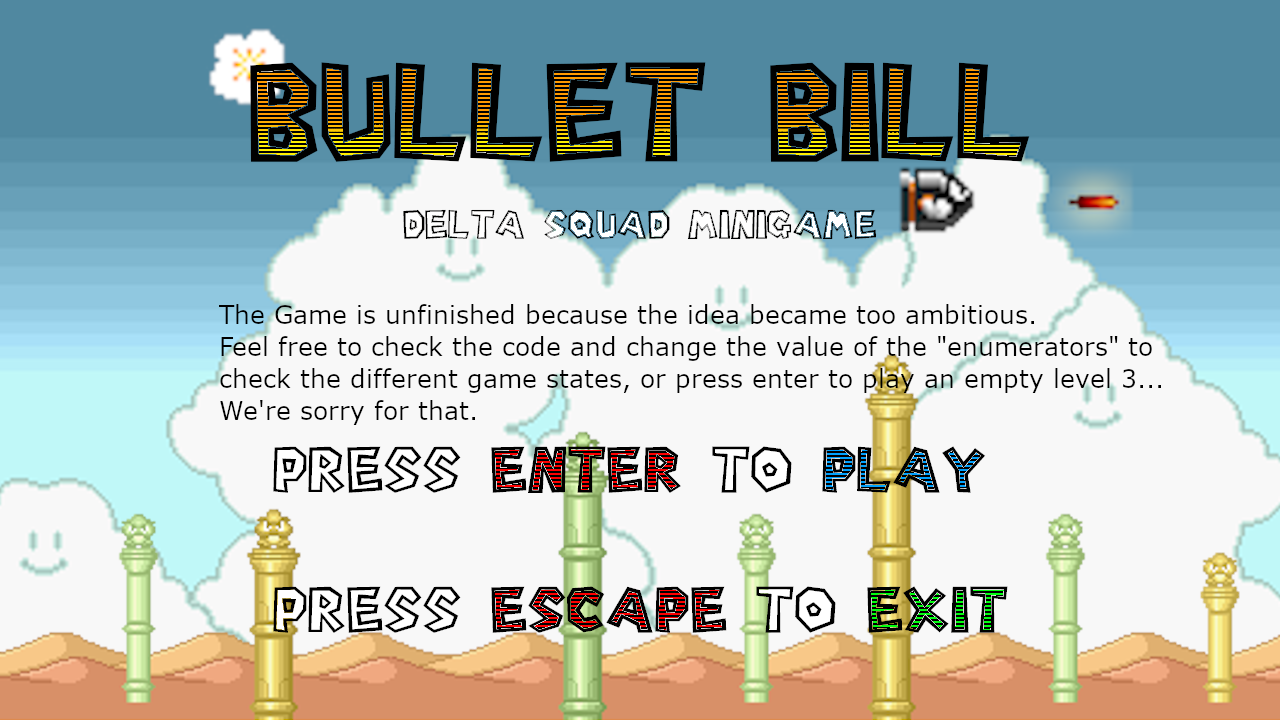 BULLET BILL
DELTA SQUAD MINIGAME
The Game is unfinished because the idea became too ambitious.
Feel free to check the code and change the value of the "enumerators" to
check the different game states, or press enter to play an empty level 3...
We're sorry for that.
PRESS ENTER TO PLAY
PRESS ESCAPE TO EXIT